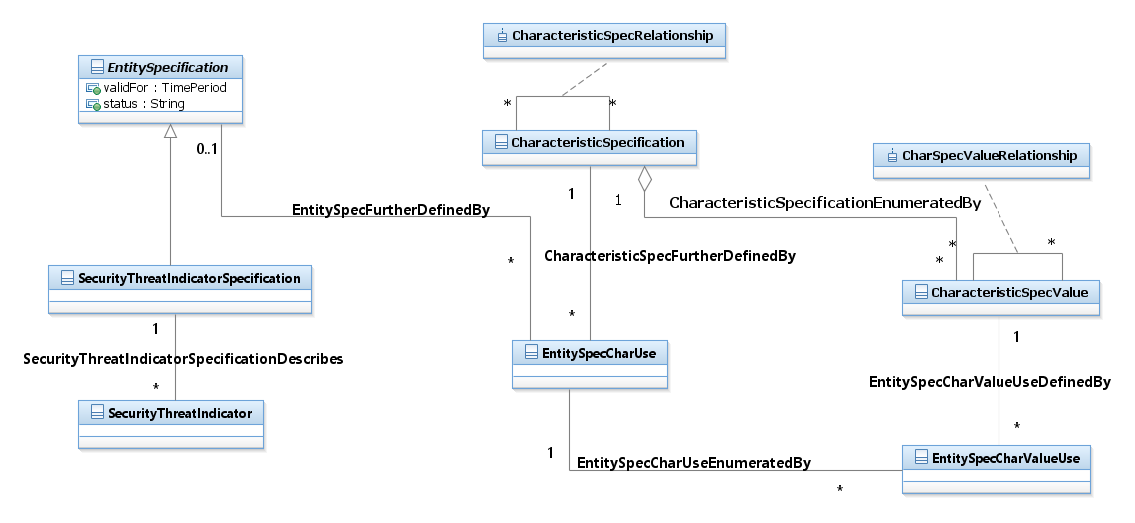 CharacteristicSpecRelationship
EntitySpecification
validFor : TimePeriod
status : String
* *
0..1
CharacteristicSpecification
CharSpecValueRelationship
1
1
CharacteristicSpecificationEnumeratedBy
EntitySpecFurtherDefinedBy
*
*
*
*
CharacteristicSpecFurtherDefinedBy
SecurityThreatIndicatorSpecification
CharacteristicSpecValue
*
1
1
SecurityThreatIndicatorSpecificationDescribes
EntitySpecCharUse
*
EntitySpecCharValueUseDefinedBy
SecurityThreatIndicator
*
1
EntitySpecCharUseEnumeratedBy
EntitySpecCharValueUse
*